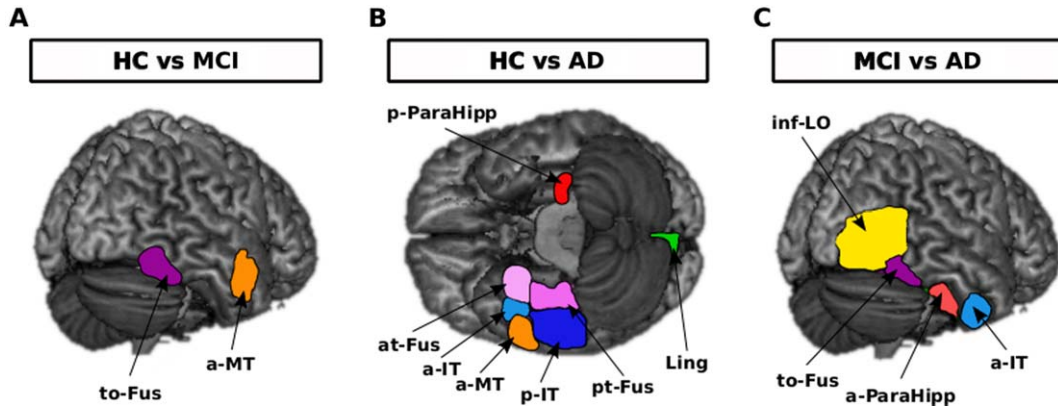 A
HC vs MCI
to-Fus
a-MT
B
HC vs AD
p-ParaHipp
at-Fus
a-IT
a-MT
p-IT
pt-Fus
Ling
C
MCI vs AD
inf-LO
to-Fus
a-ParaHipp
a-IT